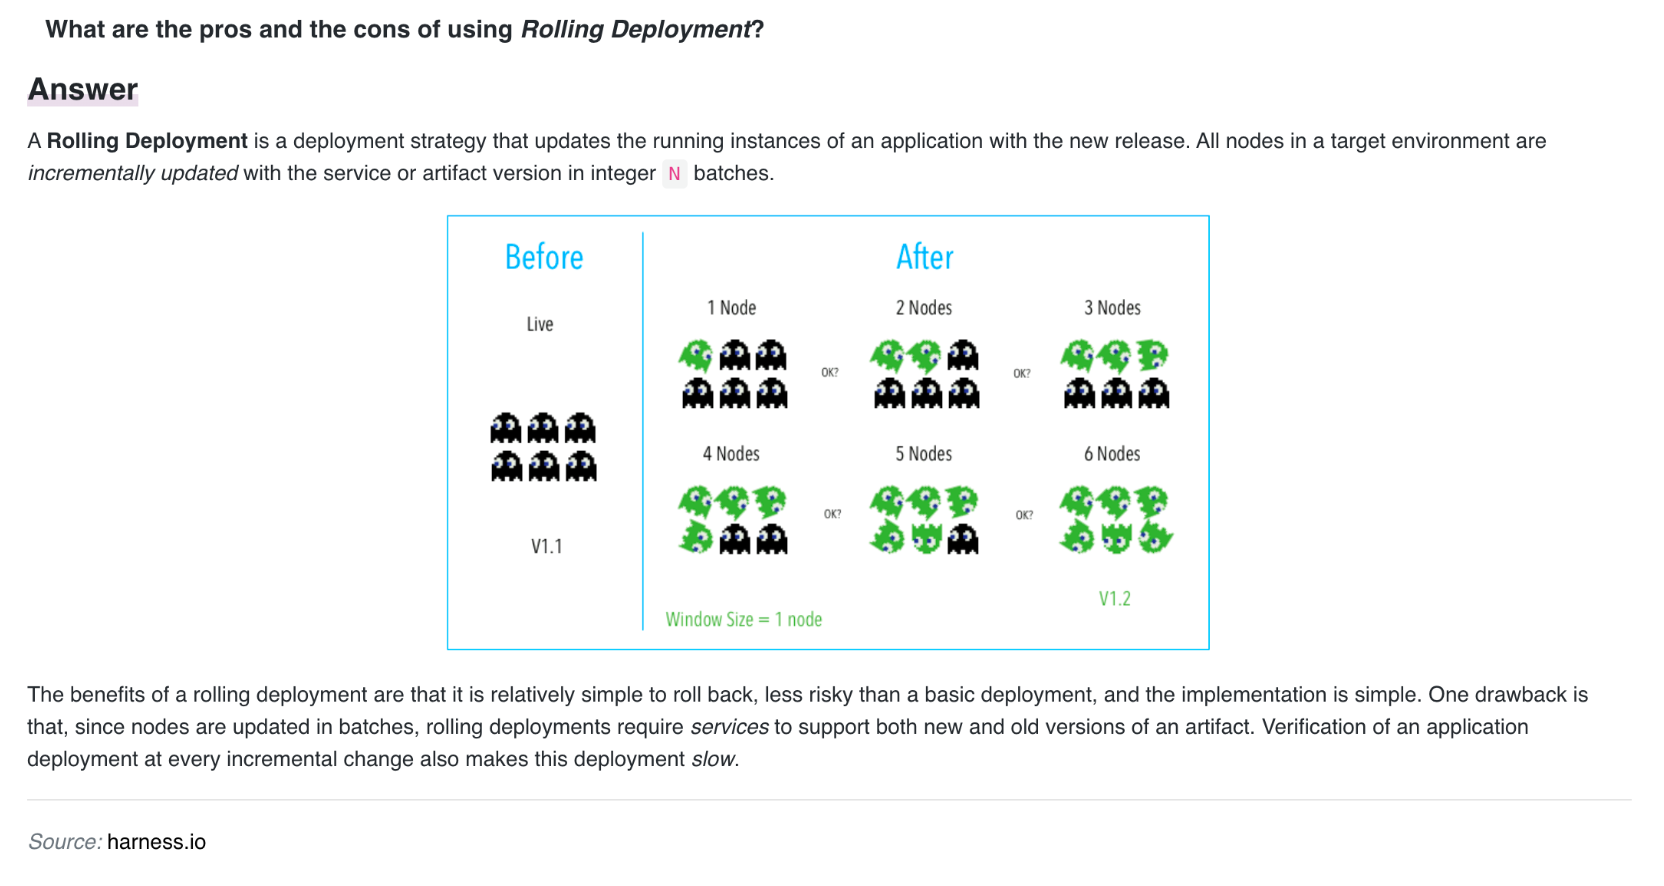 What are the pros and the cons of using Rolling Deployment?
Answer
A Rolling Deployment is a deployment strategy that updates the running instances of an application with the new release. All nodes in a target environment are
incrementally updated with the service or artifact version in integer N batches.
Before
After
Live
V1.1
1 Node
2 Nodes
3 Nodes
OK?
OK?
4 Nodes
5 Nodes
6 Nodes
OK?
OK?
V1.2
Window Size = 1 node
The benefits of a rolling deployment are that it is relatively simple to roll back, less risky than a basic deployment, and the implementation is simple. One drawback is
that, since nodes are updated in batches, rolling deployments require services to support both new and old versions of an artifact. Verification of an application
deployment at every incremental change also makes this deployment slow.
Source: harness.io